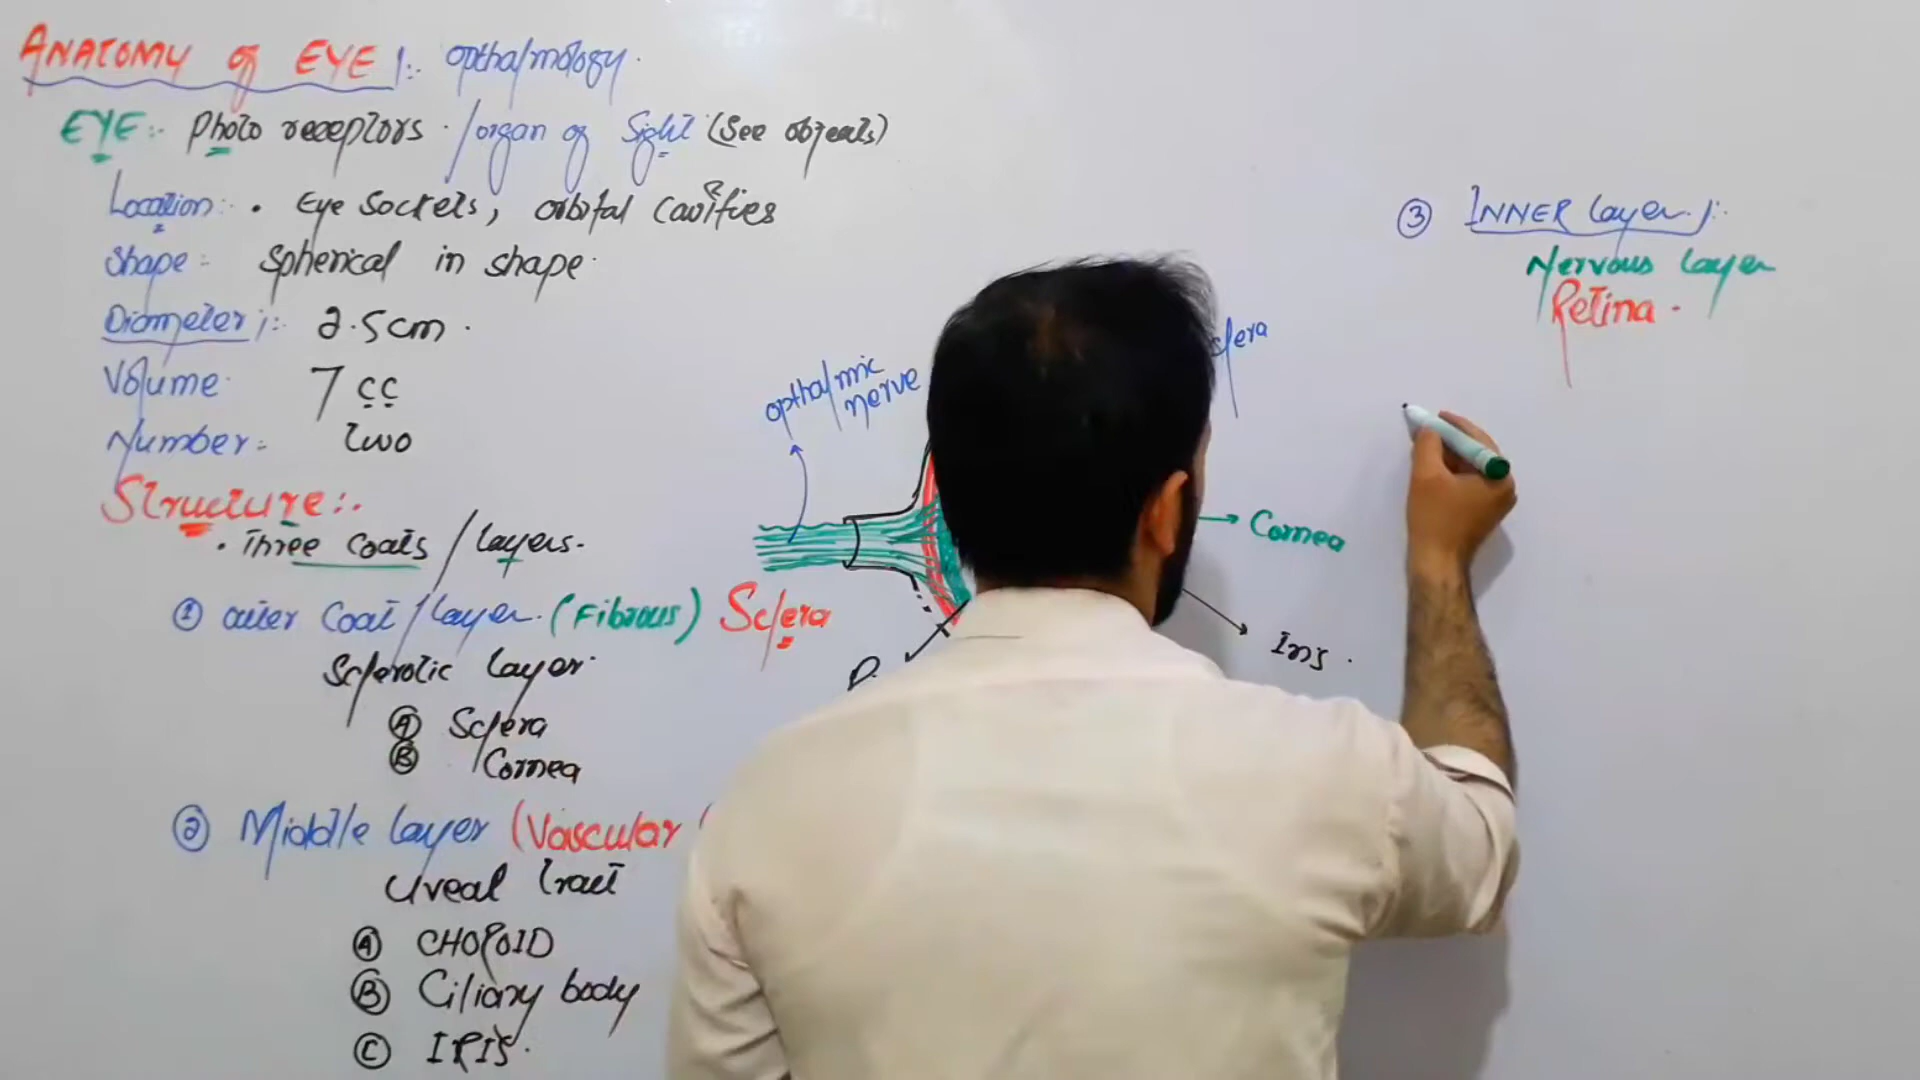 ANATOMY of EYE :- opthalmology.
EYE:- Photo receptors. / organ of Sight (See objects)
Location:- . Eye Sockets, orbital Cavities
Shape: Spherical in shape.
Diameter:- 2.5cm.
Volume. 7 cc
Number:- two
Structure:-.
. Three Coats / layers.
① outer Coat / layer. (Fibrous) Sclera
Sclerotic layer.
Ⓐ Sclera
Ⓑ Cornea
② Middle layer (Vascular
Uveal tract
Ⓐ CHOROID
Ⓑ Ciliary body
Ⓒ IRIS.
opthalmic
nerve
Cornea
Iris.
③ INNER layer:-
Nervous layer
Retina.